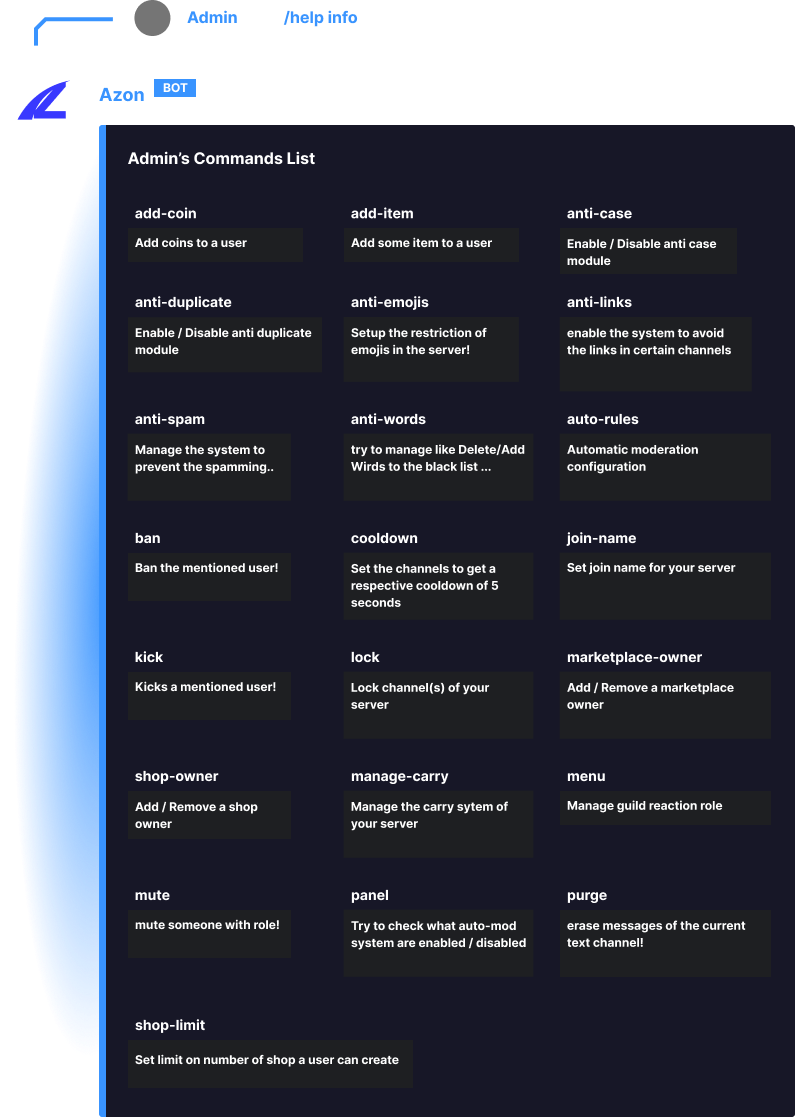 Admin /help info
Azon BOT
Admin’s Commands List
add-coin
Add coins to a user
add-item
Add some item to a user
anti-case
Enable / Disable anti case
module
anti-duplicate
Enable / Disable anti duplicate
module
anti-emojis
Setup the restriction of
emojis in the server!
anti-links
enable the system to avoid
the links in certain channels
anti-spam
Manage the system to
prevent the spamming..
anti-words
try to manage like Delete/Add
Wirds to the black list ...
auto-rules
Automatic moderation
configuration
ban
Ban the mentioned user!
cooldown
Set the channels to get a
respective cooldown of 5
seconds
join-name
Set join name for your server
kick
Kicks a mentioned user!
lock
Lock channel(s) of your
server
marketplace-owner
Add / Remove a marketplace
owner
shop-owner
Add / Remove a shop
owner
manage-carry
Manage the carry sytem of
your server
menu
Manage guild reaction role
mute
mute someone with role!
panel
Try to check what auto-mod
system are enabled / disabled
purge
erase messages of the current
text channel!
shop-limit
Set limit on number of shop a user can create